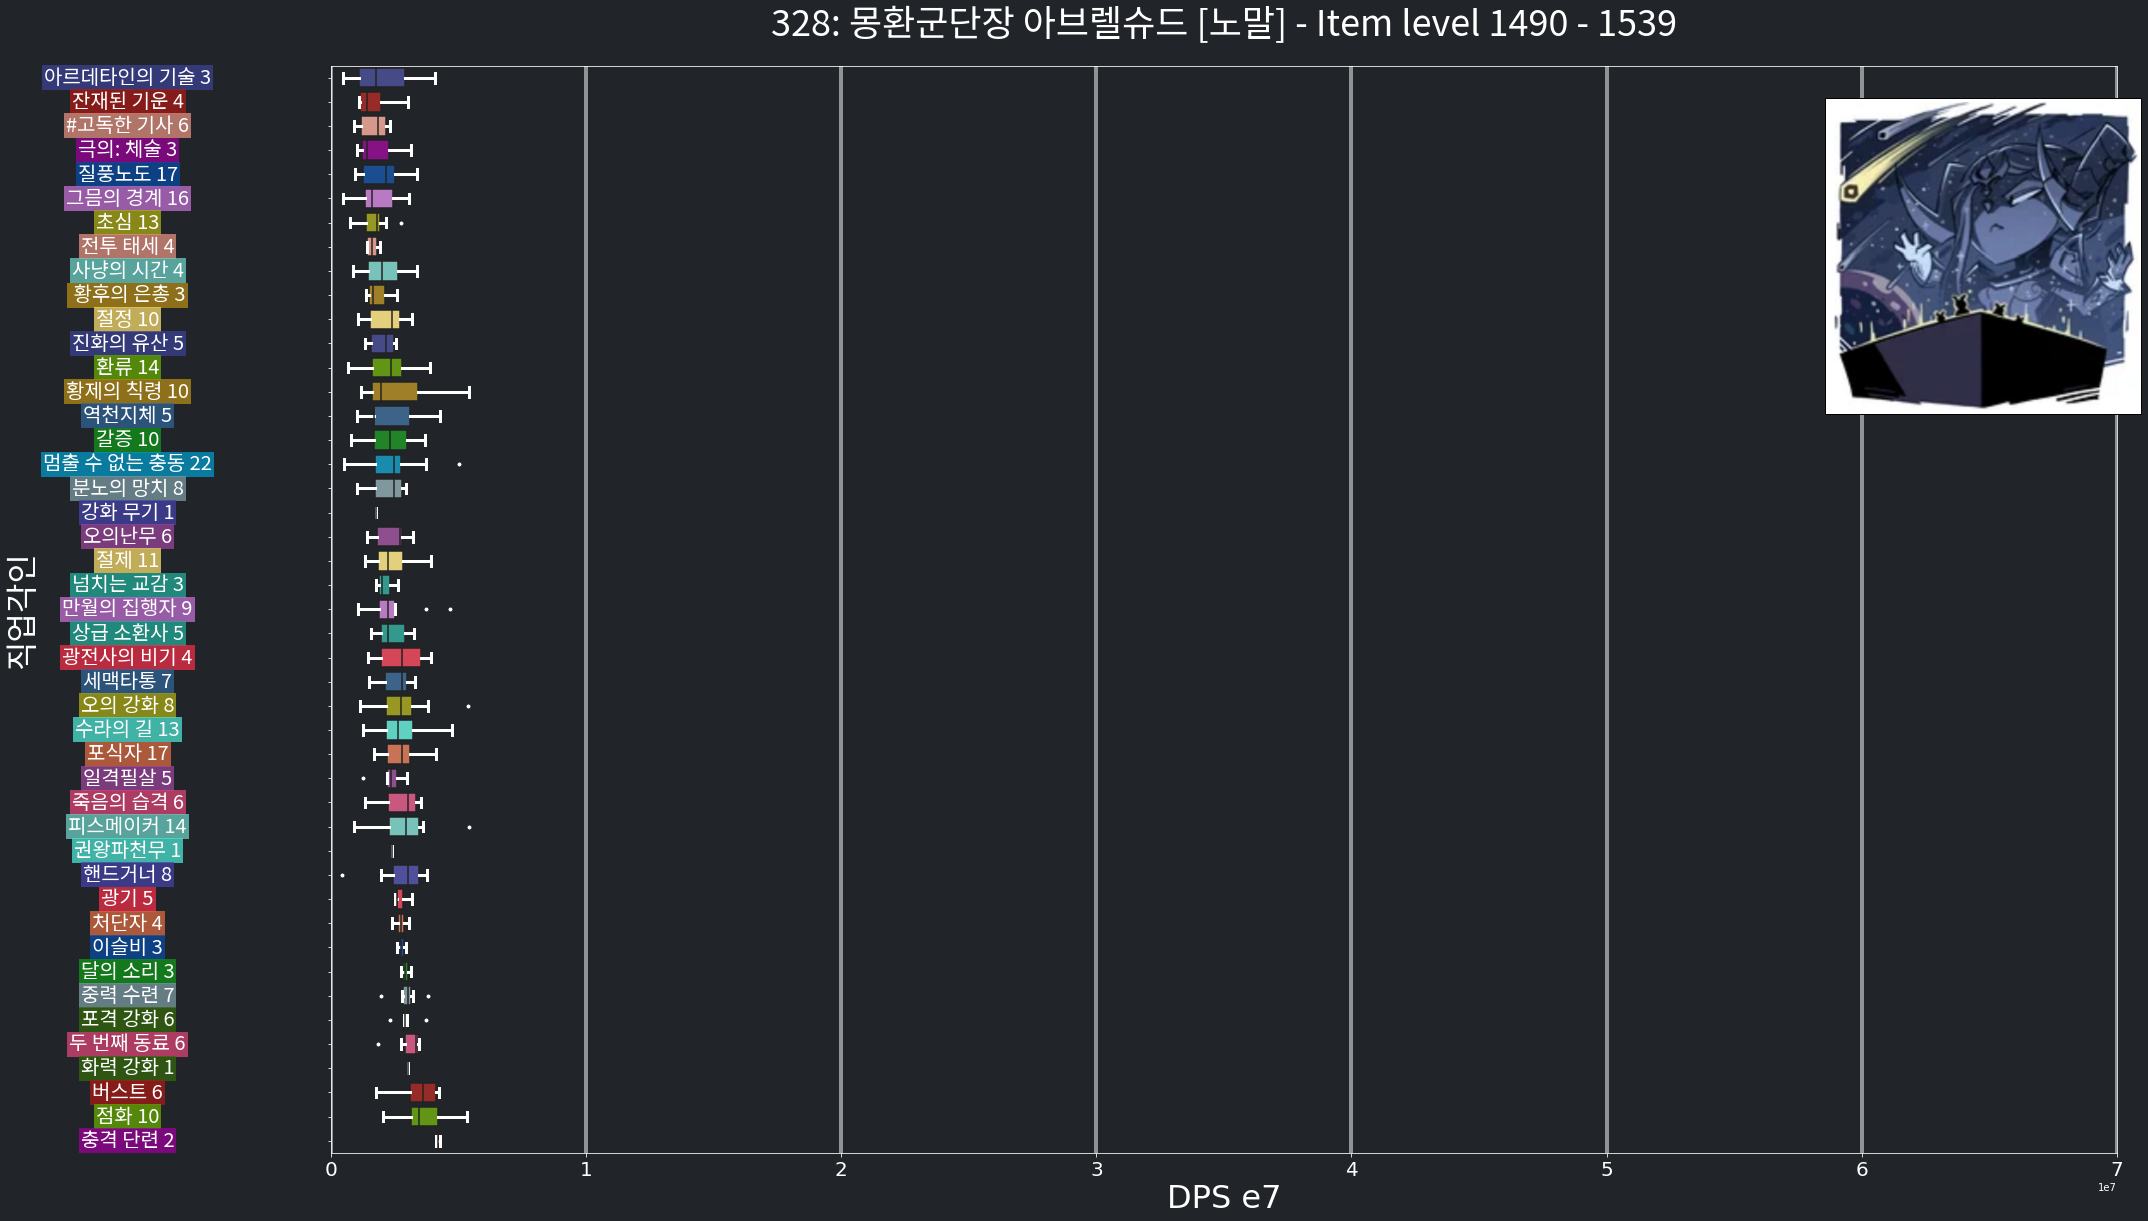 328: 몽환군단장 아브렐슈드 [노말] - Item level 1490 - 1539
아르데타인의 기술 3
잔재된 기운 4
#고독한 기사 6
극의: 체술 3
질풍노도 17
그믐의 경계 16
초심 13
전투 태세 4
사냥의 시간 4
황후의 은총 3
절정 10
진화의 유산 5
환류 14
황제의 칙령 10
역천지체 5
갈증 10
멈출 수 없는 충동 22
분노의 망치 8
강화 무기 1
오의난무 6
절제 11
넘치는 교감 3
만월의 집행자 9
상급 소환사 5
광전사의 비기 4
세맥타통 7
오의 강화 8
수라의 길 13
포식자 17
일격필살 5
죽음의 습격 6
피스메이커 14
권왕파천무 1
핸드거너 8
광기 5
처단자 4
이슬비 3
달의 소리 3
중력 수련 7
포격 강화 6
두 번째 동료 6
화력 강화 1
버스트 6
점화 10
충격 단련 2
직업각인
0 1 2 3 4 5 6 7
1e7
DPS e7